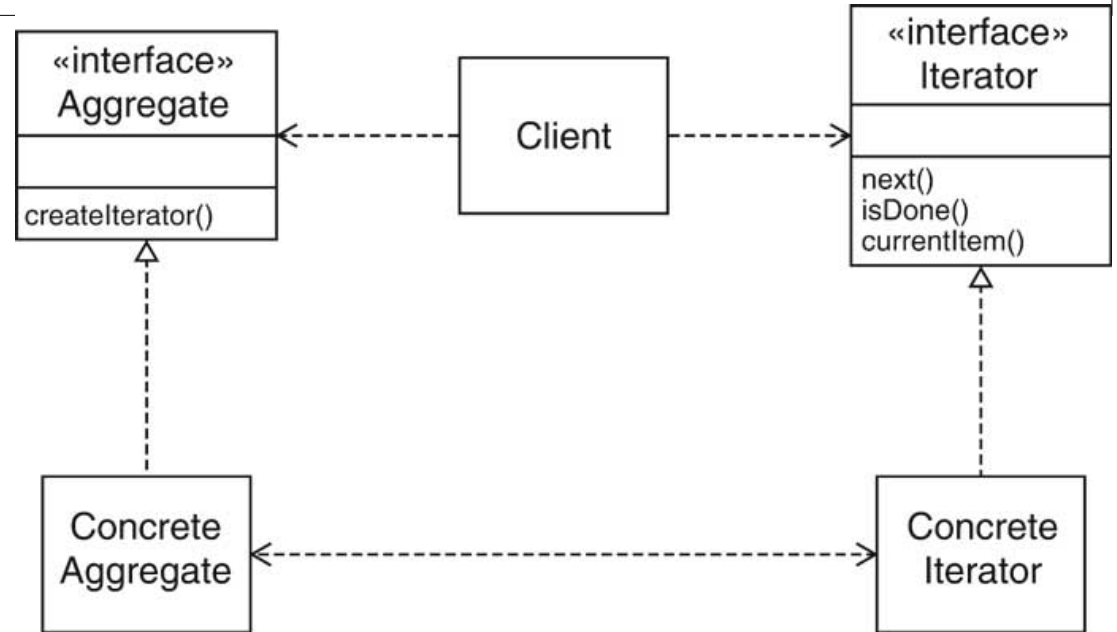 «interface»
Aggregate
createIterator()
Client
«interface»
Iterator
next()
isDone()
currentItem()
Concrete
Aggregate
Concrete
Iterator